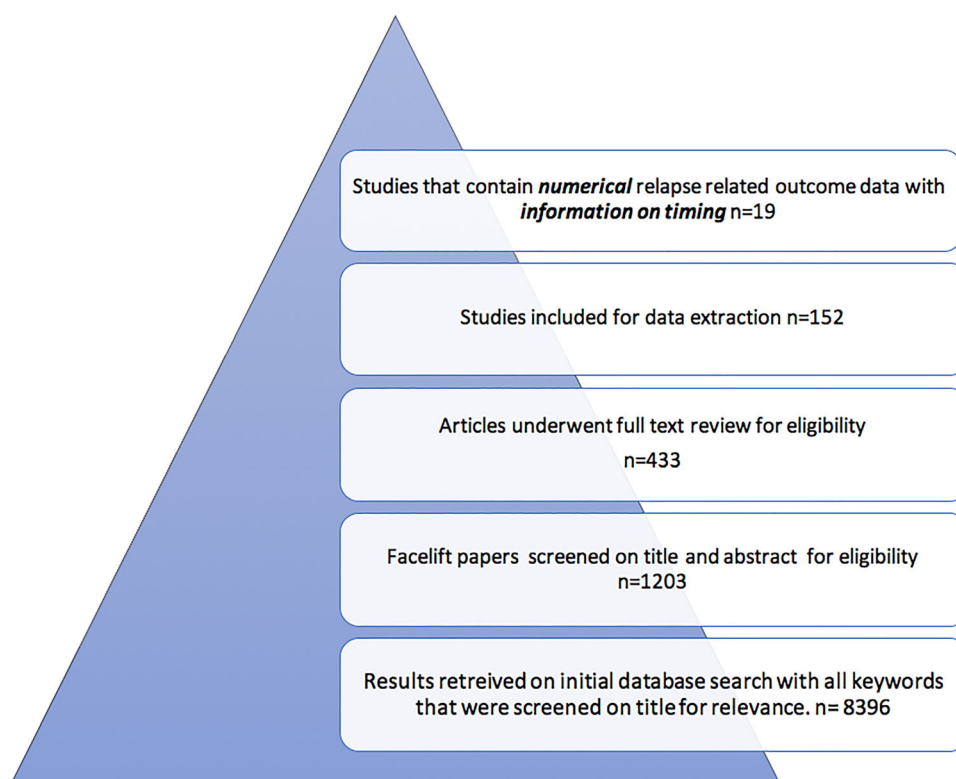 Studies that contain numerical relapse related outcome data with
information on timing n=19
Studies included for data extraction n=152
Articles underwent full text review for eligibility
n=433
Facelift papers screened on title and abstract for eligibility
n=1203
Results retreived on initial database search with all keywords
that were screened on title for relevance. n= 8396